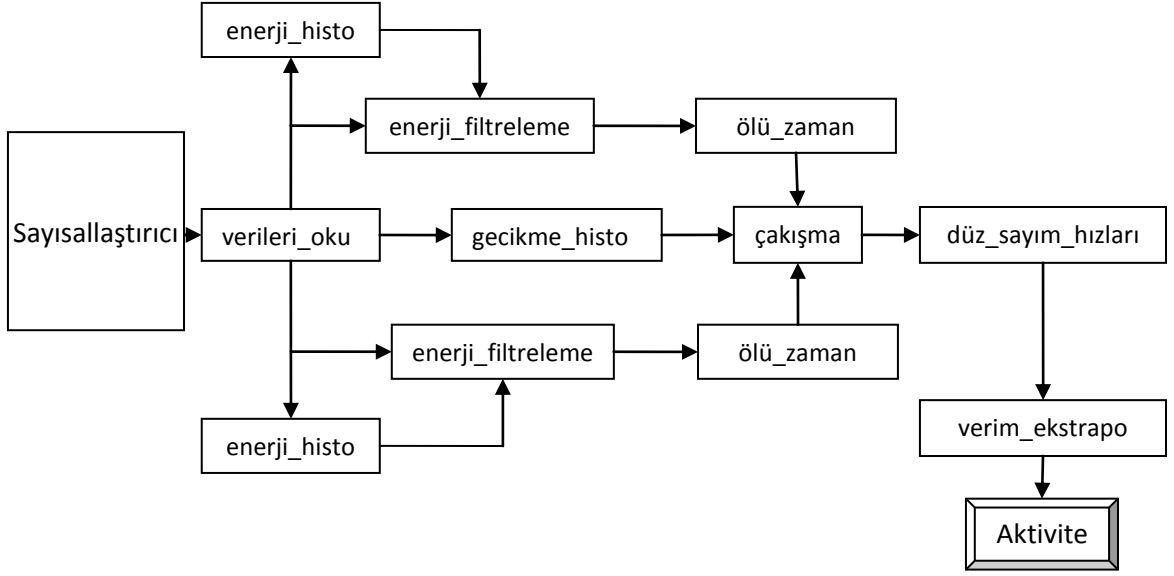 enerji_histo
enerji_filtreleme
ölü_zaman
Sayısallaştırıcı
verileri_oku
gecikme_histo
çakışma
düz_sayım_hızları
enerji_filtreleme
ölü_zaman
enerji_histo
verim_ekstrapo
Aktivite